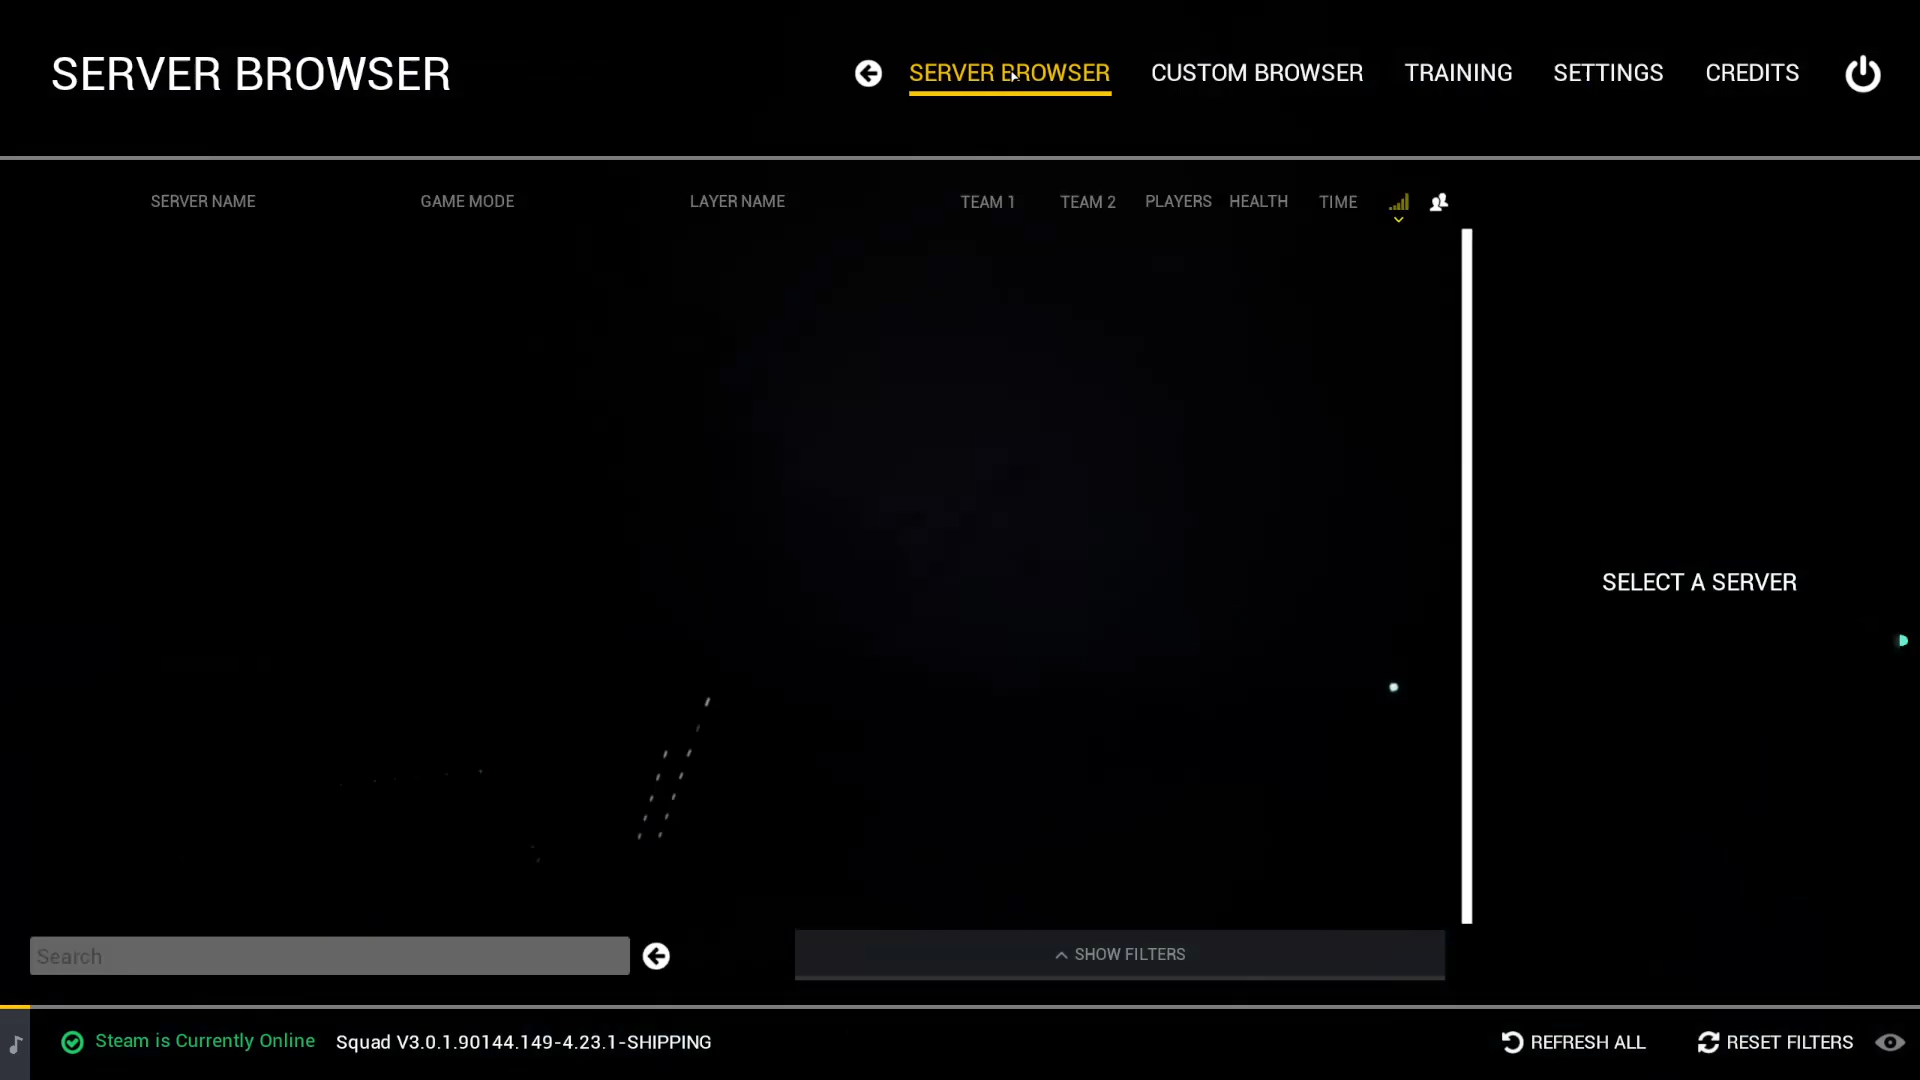 SERVER BROWSER
SERVER BROWSER
CUSTOM BROWSER
TRAINING
SETTINGS
CREDITS
SERVER NAME
GAME MODE
LAYER NAME
TEAM 1
TEAM 2
PLAYERS
HEALTH
TIME
SELECT A SERVER
Search
SHOW FILTERS
Steam is Currently Online
Squad V3.0.1.90144.149-4.23.1-SHIPPING
REFRESH ALL
RESET FILTERS